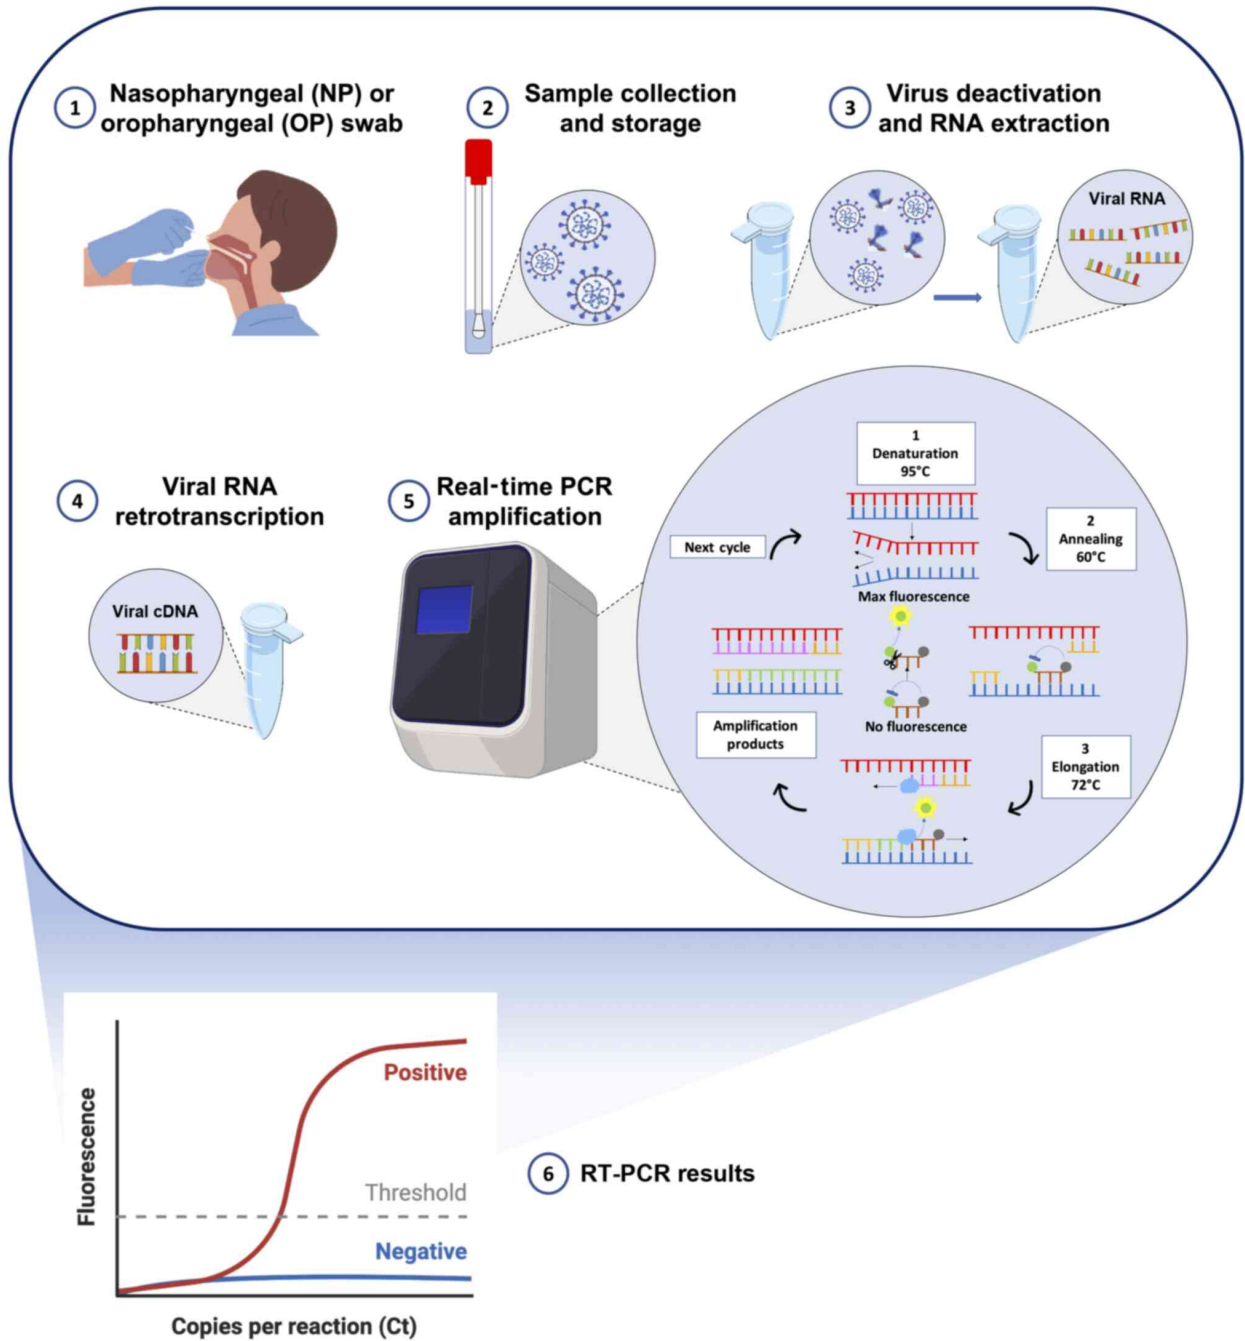 1
Nasopharyngeal (NP) or
oropharyngeal (OP) swab
2
Sample collection
and storage
3
Virus deactivation
and RNA extraction
Viral RNA
4
Viral RNA
retrotranscription
Viral cDNA
5
Real-time PCR
amplification
1
Denaturation
95°C
2
Annealing
60°C
Next cycle
Max fluorescence
No fluorescence
Amplification
products
3
Elongation
72°C
Fluorescence
Positive
Threshold
Negative
Copies per reaction (Ct)
6
RT-PCR results